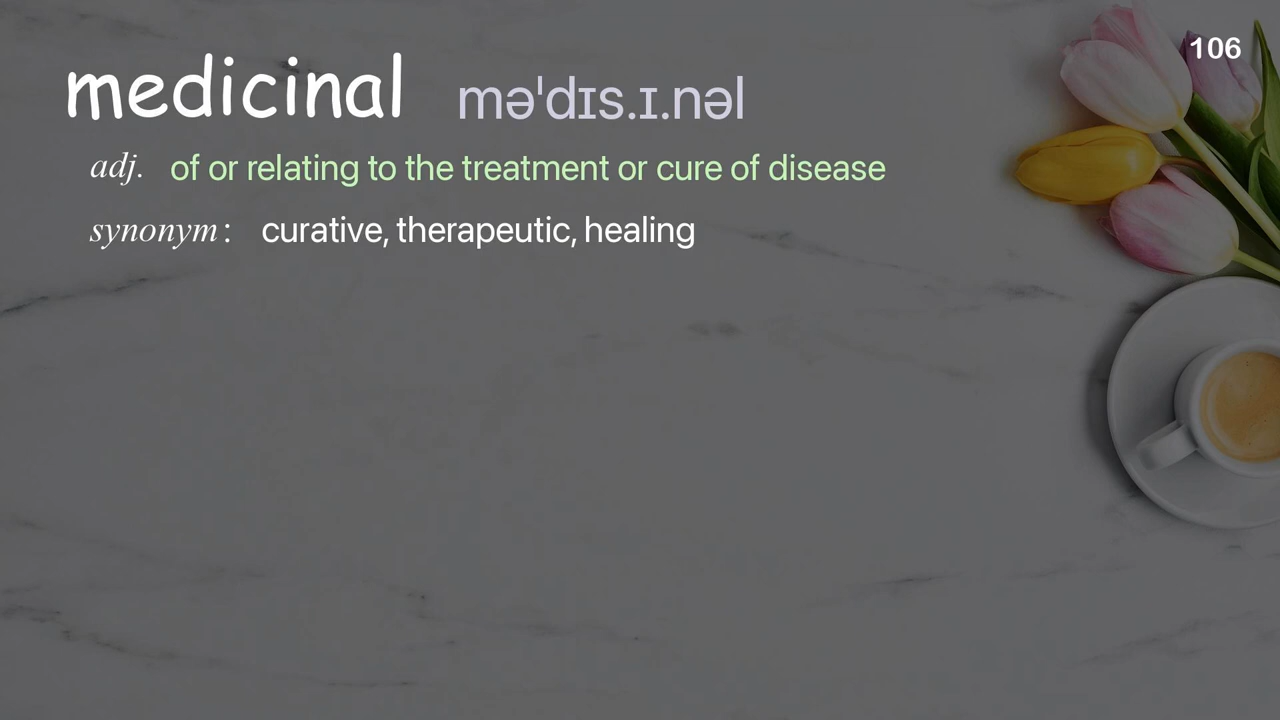 106
medicinal məˈdɪs.ɪ.nəl
adj. of or relating to the treatment or cure of disease
synonym : curative, therapeutic, healing